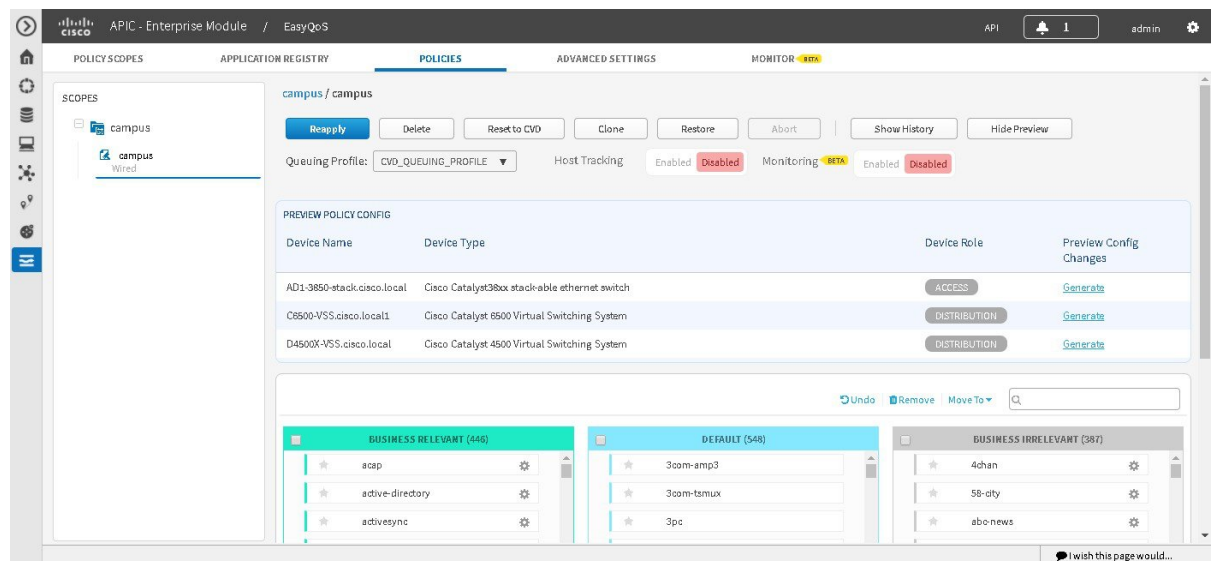 cisco APIC - Enterprise Module / EasyQoS API 1 admin
POLICY SCOPES APPLICATION REGISTRY POLICIES ADVANCED SETTINGS MONITOR BETA
SCOPES
campus
campus
Wired
campus / campus
Reapply Delete Reset to CVD Clone Restore Abort Show History Hide Preview
Queuing Profile: CVD_QUEUING_PROFILE Host Tracking Enabled Disabled Monitoring BETA Enabled Disabled
PREVIEW POLICY CONFIG
Device Name Device Type Device Role Preview Config Changes
AD1-3850-stack.cisco.local Cisco Catalyst38xx stack-able ethernet switch ACCESS Generate
C6500-VSS.cisco.local1 Cisco Catalyst 6500 Virtual Switching System DISTRIBUTION Generate
D4500X-VSS.cisco.local Cisco Catalyst 4500 Virtual Switching System DISTRIBUTION Generate
Undo Remove Move To
BUSINESS RELEVANT (446) DEFAULT (548) BUSINESS IRRELEVANT (387)
acap 3com-amp3 4chan
active-directory 3com-tsmux 58-city
activesync 3pc abc-news
I wish this page would...